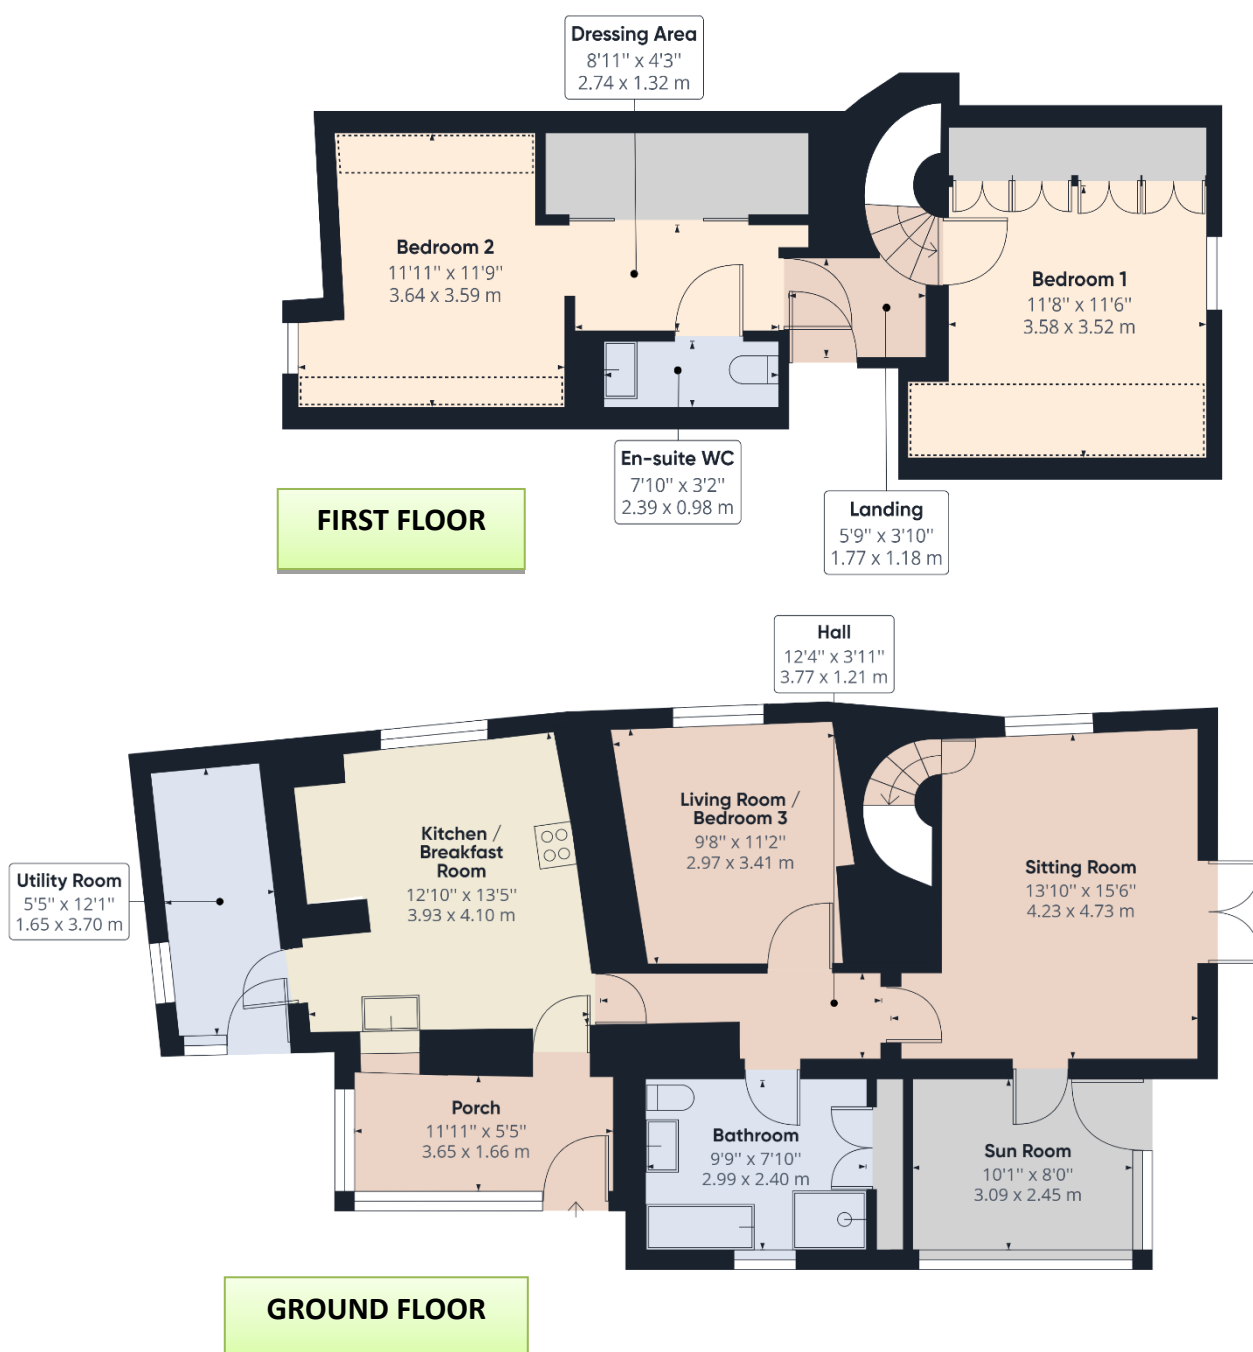 Dressing Area
8'11" x 4'3"
2.74 x 1.32 m
Bedroom 2
11'11" x 11'9"
3.64 x 3.59 m
Bedroom 1
11'8" x 11'6"
3.58 x 3.52 m
En-suite WC
7'10" x 3'2"
2.39 x 0.98 m
Landing
5'9" x 3'10"
1.77 x 1.18 m
FIRST FLOOR
Hall
12'4" x 3'11"
3.77 x 1.21 m
Living Room /
Bedroom 3
9'8" x 11'2"
2.97 x 3.41 m
Kitchen /
Breakfast
Room
12'10" x 13'5"
3.93 x 4.10 m
Sitting Room
13'10" x 15'6"
4.23 x 4.73 m
Utility Room
5'5" x 12'1"
1.65 x 3.70 m
Porch
11'11" x 5'5"
3.65 x 1.66 m
Bathroom
9'9" x 7'10"
2.99 x 2.40 m
Sun Room
10'1" x 8'0"
3.09 x 2.45 m
GROUND FLOOR